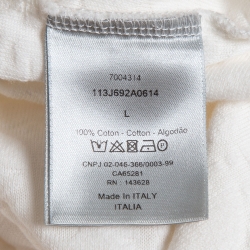 7004314
113J692A0614
L
100% Coton - Cotton - Algodão
CNPJ 02-046-366/0003-99
CA65281
RN : 143628
Made in ITALY
ITALIA